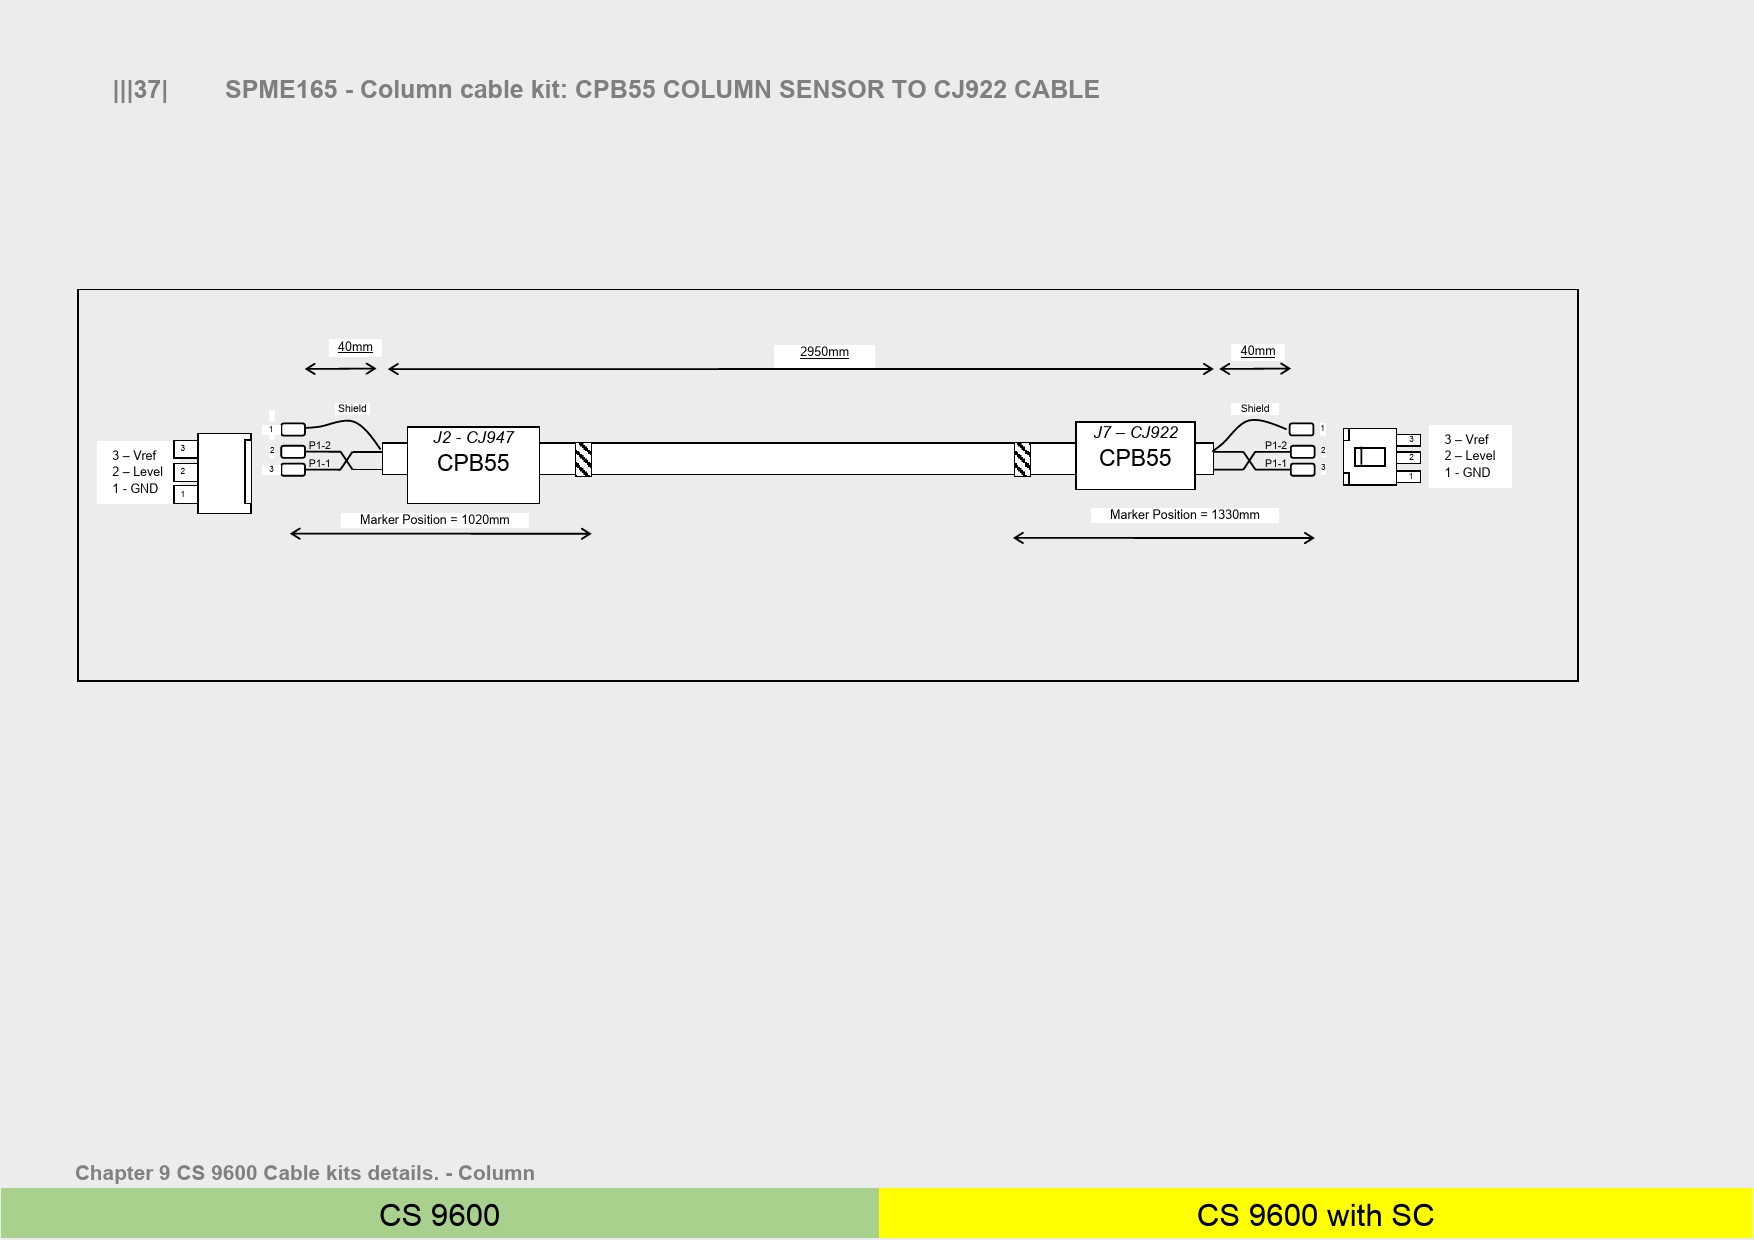 |||37| SPME165 - Column cable kit: CPB55 COLUMN SENSOR TO CJ922 CABLE
40mm
2950mm
40mm
Shield
Shield
1
2
3
P1-2
P1-1
3
2
1
3 – Vref
2 – Level
1 - GND
J2 - CJ947
CPB55
J7 – CJ922
CPB55
P1-2
P1-1
1
2
3
3
2
1
3 – Vref
2 – Level
1 - GND
Marker Position = 1020mm
Marker Position = 1330mm
Chapter 9 CS 9600 Cable kits details. - Column
CS 9600
CS 9600 with SC